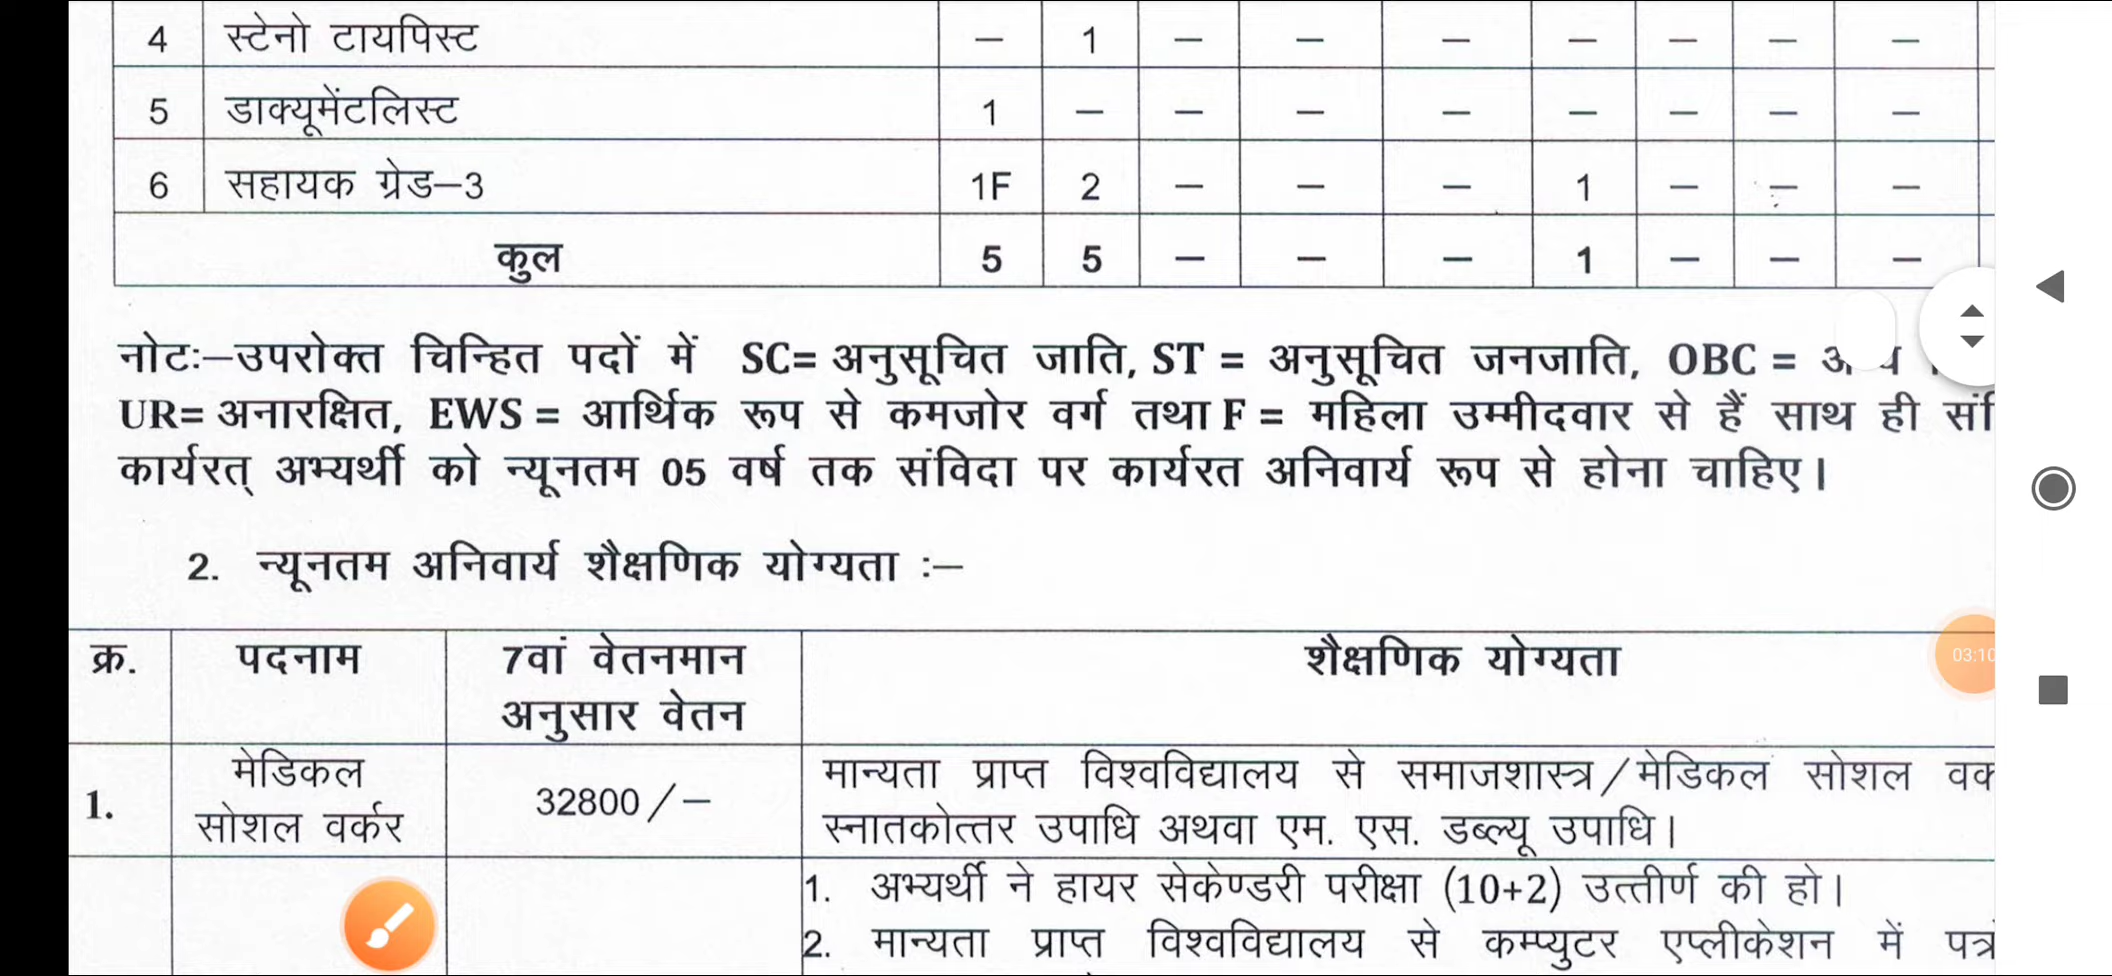 4 स्टेनो टायपिस्ट – 1 – – – – – – –
5 डाक्यूमेंटलिस्ट 1 – – – – – – – –
6 सहायक ग्रेड–3 1F 2 – – – 1 – – –
कुल 5 5 – – – 1 – – –
नोटः–उपरोक्त चिन्हित पदों में SC= अनुसूचित जाति, ST = अनुसूचित जनजाति, OBC =
UR= अनारक्षित, EWS = आर्थिक रूप से कमजोर वर्ग तथा F = महिला उम्मीदवार से हैं साथ ही
कार्यरत् अभ्यर्थी को न्यूनतम 05 वर्ष तक संविदा पर कार्यरत अनिवार्य रूप से होना चाहिए।
2. न्यूनतम अनिवार्य शैक्षणिक योग्यता :–
क्र. पदनाम 7वां वेतनमान शैक्षणिक योग्यता
अनुसार वेतन
03:10
1. मेडिकल सोशल वर्कर 32800/– मान्यता प्राप्त विश्वविद्यालय से समाजशास्त्र/मेडिकल सोशल
स्नातकोत्तर उपाधि अथवा एम. एस. डब्ल्यू उपाधि।
1. अभ्यर्थी ने हायर सेकेण्डरी परीक्षा (10+2) उत्तीर्ण की हो।
2. मान्यता प्राप्त विश्वविद्यालय से कम्प्युटर एप्लीकेशन में